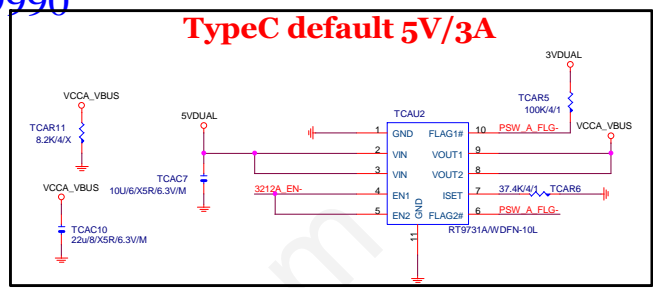 TypeC default 5V/3A
3VDUAL
VCCA_VBUS
TCAR11
8.2K/4/X
5VDUAL
TCAU2
TCAR5
100K/4/1
VCCA_VBUS
1 GND FLAG1# 10 PSW_A_FLG-
2 VIN VOUT1 9
3 VIN VOUT2 8
3212A_EN- 4 EN1 ISET 7 37.4K/4/1 TCAR6
5 EN2 FLAG2# 6 PSW_A_FLG-
GND
11
RT9731A/WDFN-10L
TCAC7
10U/6/X5R/6.3V/M
VCCA_VBUS
TCAC10
22u/8/X5R/6.3V/M